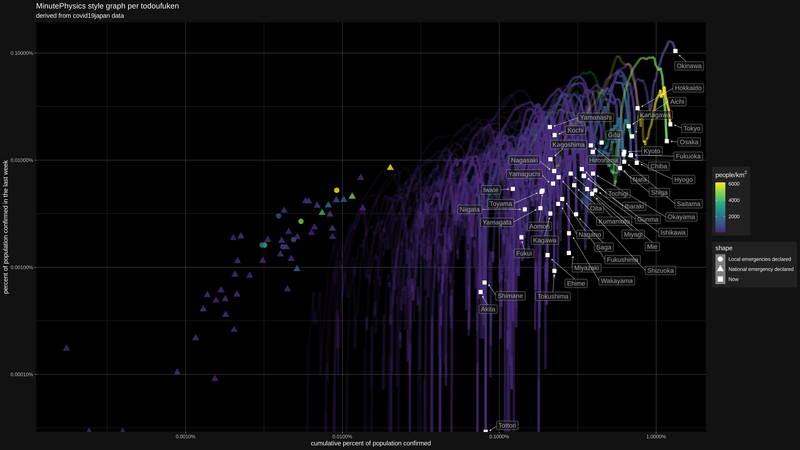 MinutePhysics style graph per todoufuken
derived from covid19japan data
percent of population confirmed in the last week
0.10000%
0.01000%
0.00100%
0.00010%
Okinawa
Hokkaido
Aichi
Yamanashi
Kanagawa
Kochi
Tokyo
Gifu
Kagoshima
Osaka
Kyoto
Fukuoka
Nagasaki
Hiroshima
Chiba
Yamaguchi
Nara
Hyogo
Iwate
Tochigi
Shiga
Toyama
Saitama
Niigata
Oita
Ibaraki
Okayama
Yamagata
Kumamoto
Gunma
Aomori
Nagano
Miyagi
Ishikawa
Kagawa
Saga
Mie
Fukui
Fukushima
Miyazaki
Shizuoka
Ehime
Wakayama
Shimane
Tokushima
Akita
Tottori
0.0010%
0.0100%
0.1000%
1.0000%
cumulative percent of population confirmed
people/km²
6000
4000
2000
shape
Local emergencies declared
National emergency declared
Now